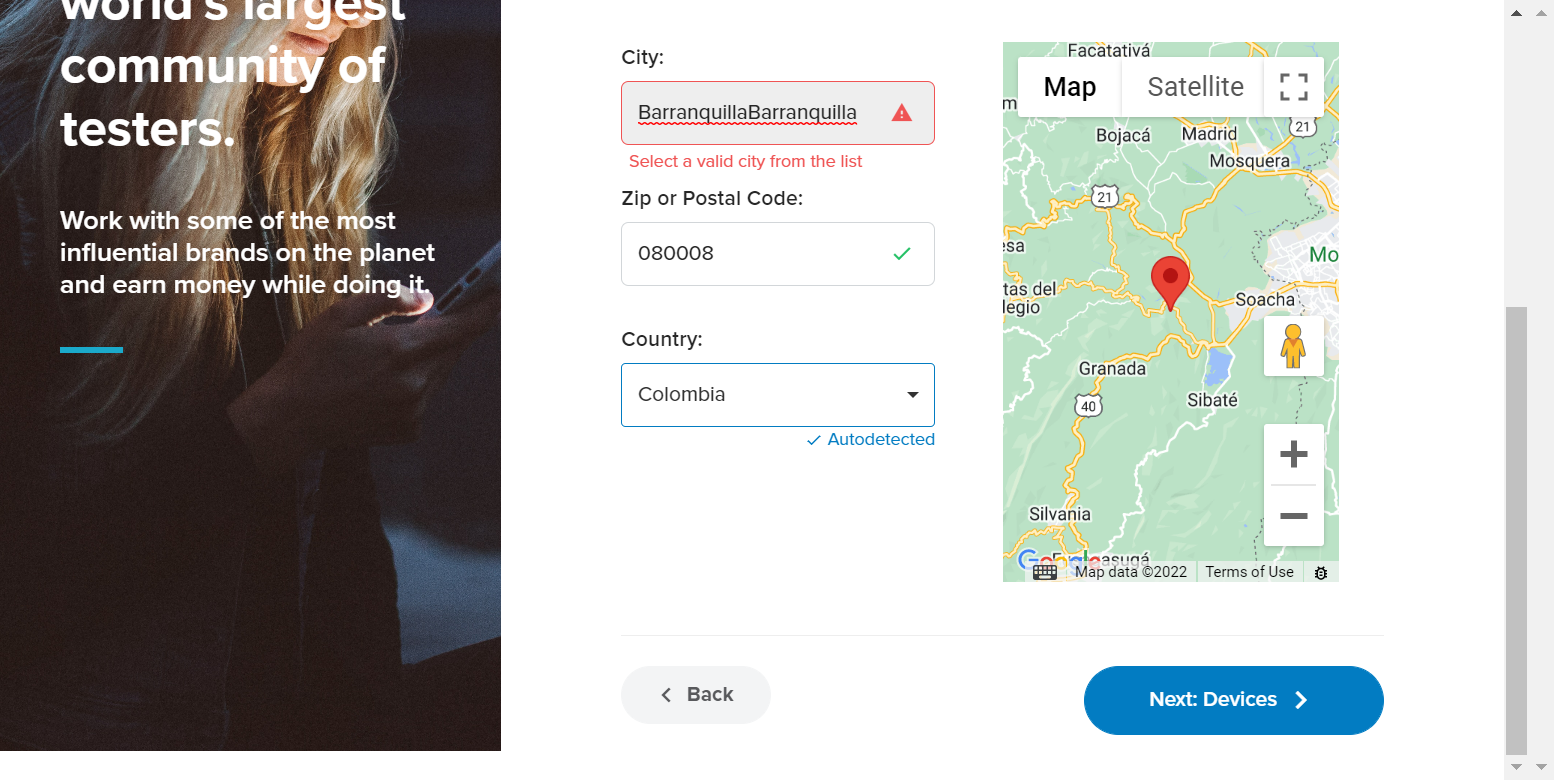 world's largest
community of
testers.
Work with some of the most
influential brands on the planet
and earn money while doing it.
City:
BarranquillaBarranquilla
Select a valid city from the list
Zip or Postal Code:
080008
Country:
Colombia
Autodetected
Facatativá
Map
Satellite
m
21
Bojacá
Madrid
Mosquera
21
esa
Mo
tas del
legio
Soacha
Granada
Sibaté
40
Silvania
Google
Map data ©2022
Terms of Use
Back
Next: Devices